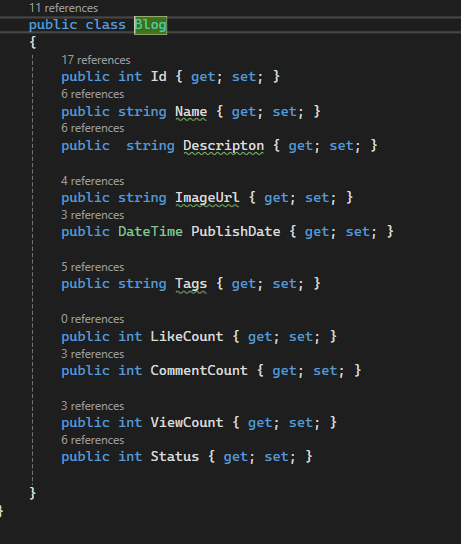 11 references
public class Blog
{
17 references
public int Id { get; set; }
6 references
public string Name { get; set; }
6 references
public  string Descripton { get; set; }
4 references
public string ImageUrl { get; set; }
3 references
public DateTime PublishDate { get; set; }
5 references
public string Tags { get; set; }
0 references
public int LikeCount { get; set; }
3 references
public int CommentCount { get; set; }
3 references
public int ViewCount { get; set; }
6 references
public int Status { get; set; }
}
}